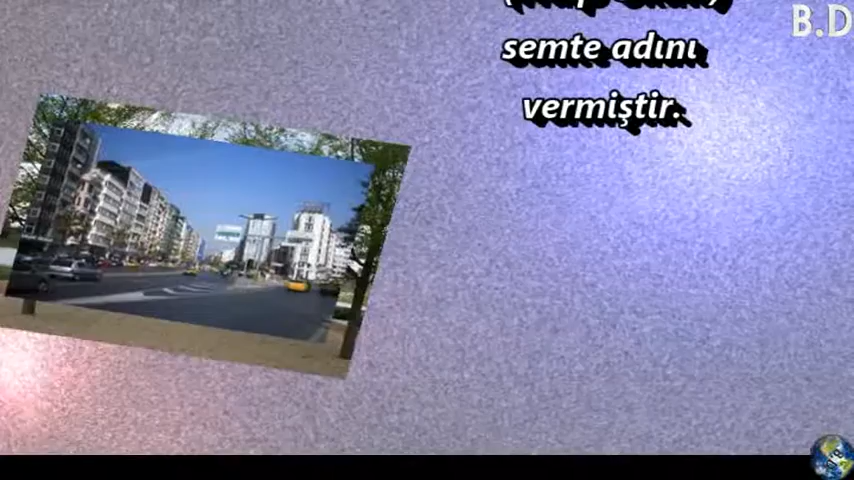 B.D
semte adını
vermiştir.